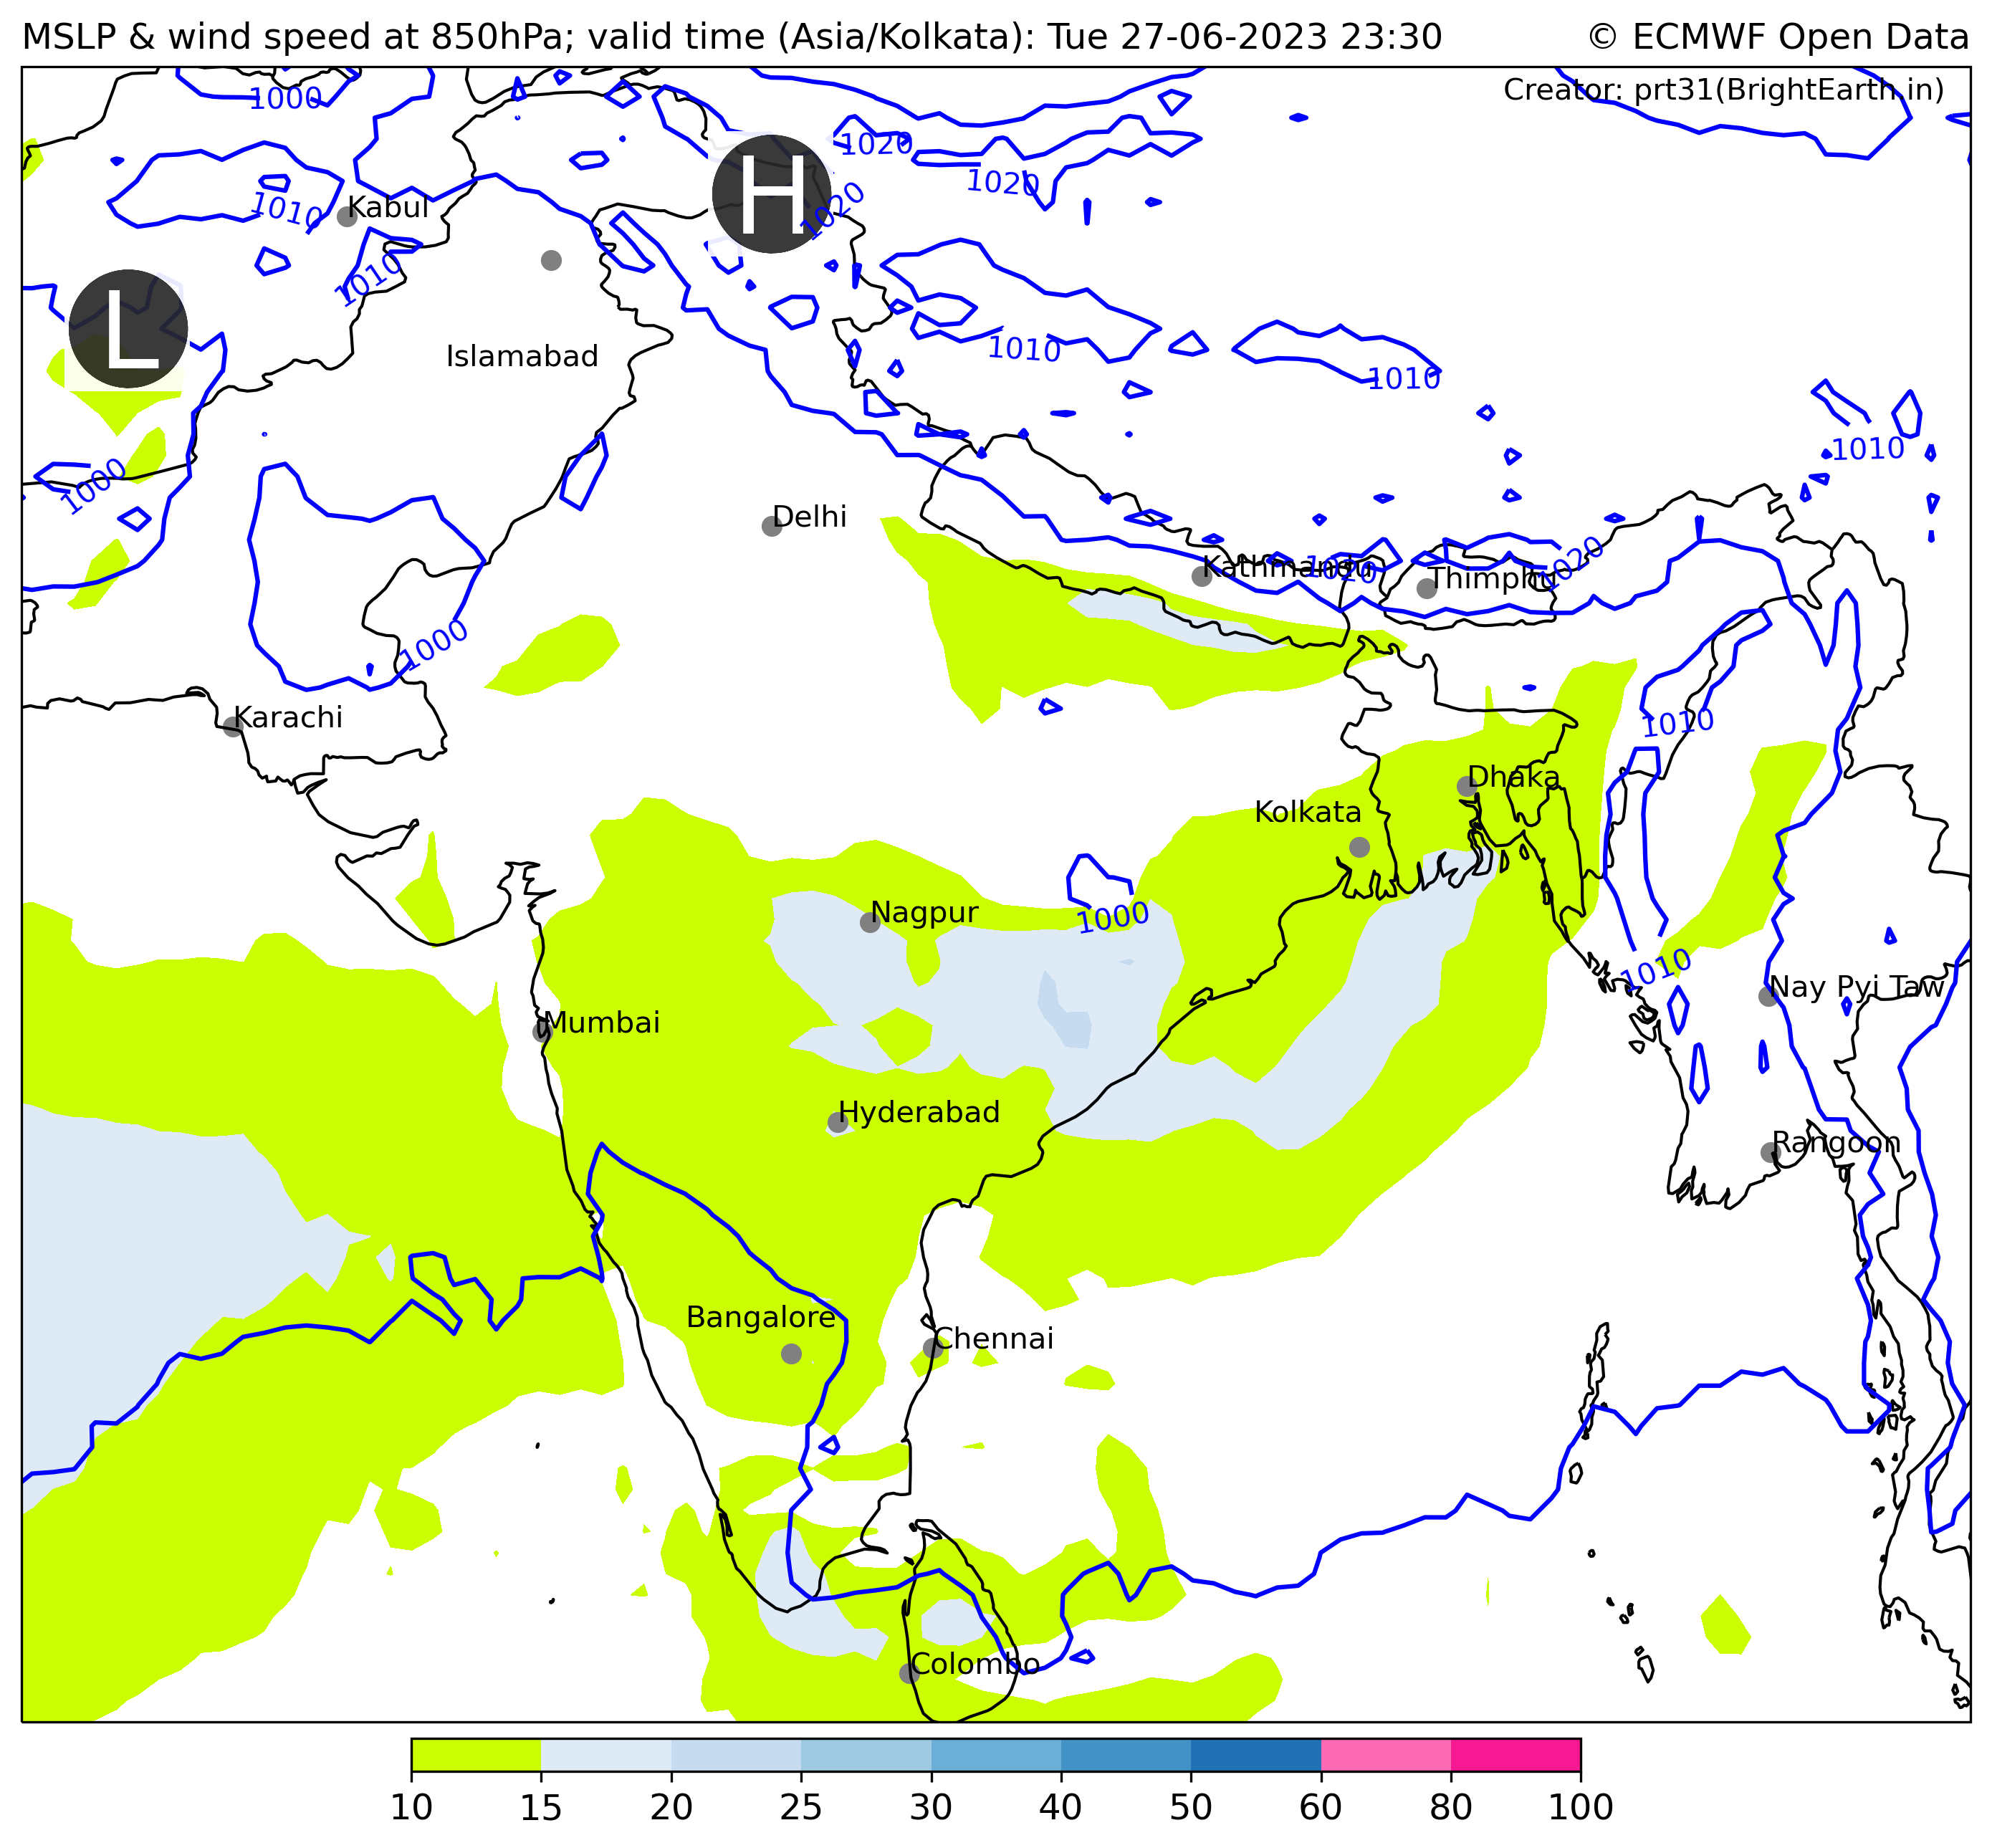 MSLP & wind speed at 850hPa; valid time (Asia/Kolkata): Tue 27-06-2023 23:30 © ECMWF Open Data
Creator: prt31(BrightEarth.in)
1000
1020
H
1020
1010
Kabul
1020
1010
L
Islamabad
1010
1010
1010
1000
Delhi
Kathmandu
1020
Thimphu
1020
1000
Karachi
1010
Dhaka
Kolkata
Nagpur
1000
1010
Nay Pyi Taw
Mumbai
Hyderabad
Rangoon
Bangalore
Chennai
Colombo
10 15 20 25 30 40 50 60 80 100